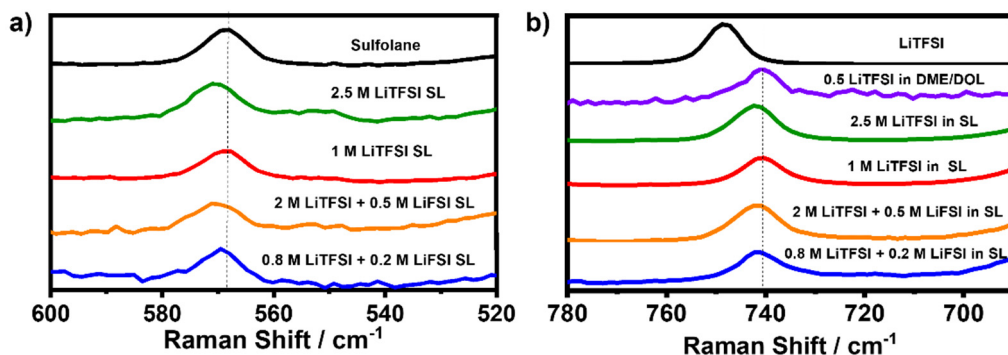 a)
Sulfolane
2.5 M LiTFSI SL
1 M LiTFSI SL
2 M LiTFSI + 0.5 M LiFSI SL
0.8 M LiTFSI + 0.2 M LiFSI SL
600 580 560 540 520
Raman Shift / cm-1
b)
LiTFSI
0.5 LiTFSI in DME/DOL
2.5 M LiTFSI in SL
1 M LiTFSI in SL
2 M LiTFSI + 0.5 M LiFSI in SL
0.8 M LiTFSI + 0.2 M LiFSI in SL
780 760 740 720 700
Raman Shift / cm-1